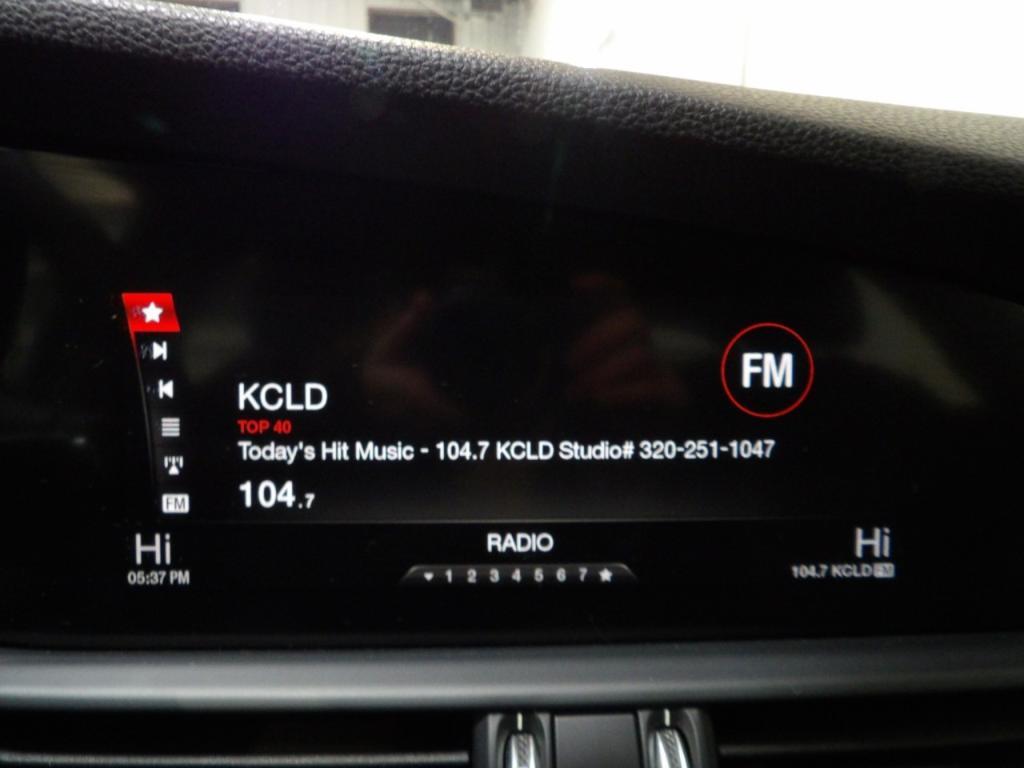 FM
KCLD
TOP 40
Today's Hit Music - 104.7 KCLD Studio# 320-251-1047
104.7
FM
Hi
RADIO
Hi
05:37 PM
1 2 3 4 5 6 7
104.7 KCLD FM